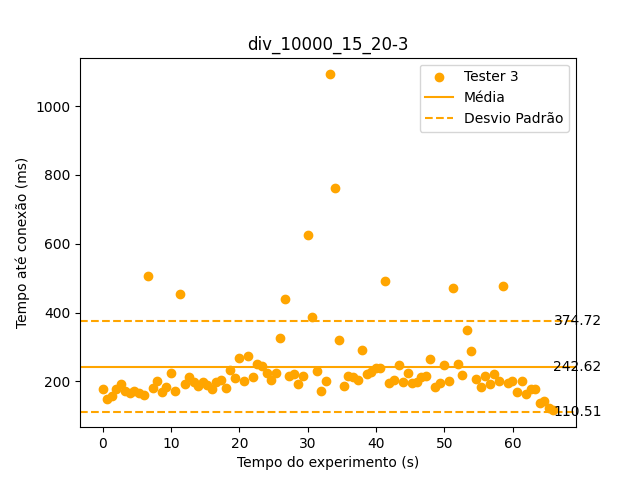 div_10000_15_20-3
Tester 3
Média
Desvio Padrão
Tempo até conexão (ms)
1000
800
600
400
200
374.72
242.62
110.51
0 10 20 30 40 50 60
Tempo do experimento (s)